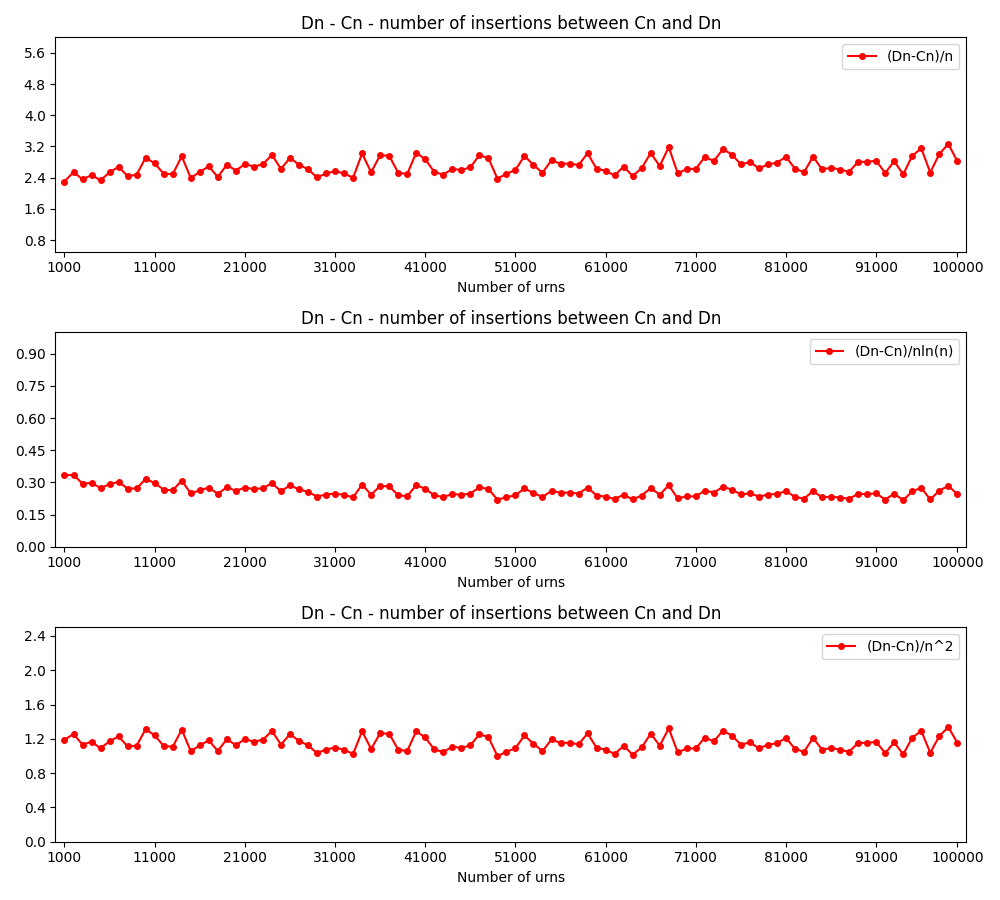 Dn - Cn - number of insertions between Cn and Dn
(Dn-Cn)/n
5.6
4.8
4.0
3.2
2.4
1.6
0.8
1000 11000 21000 31000 41000 51000 61000 71000 81000 91000 100000
Number of urns
Dn - Cn - number of insertions between Cn and Dn
(Dn-Cn)/nln(n)
0.90
0.75
0.60
0.45
0.30
0.15
0.00
1000 11000 21000 31000 41000 51000 61000 71000 81000 91000 100000
Number of urns
Dn - Cn - number of insertions between Cn and Dn
2.4
(Dn-Cn)/n^2
2.0
1.6
1.2
0.8
0.4
0.0
1000 11000 21000 31000 41000 51000 61000 71000 81000 91000 100000
Number of urns